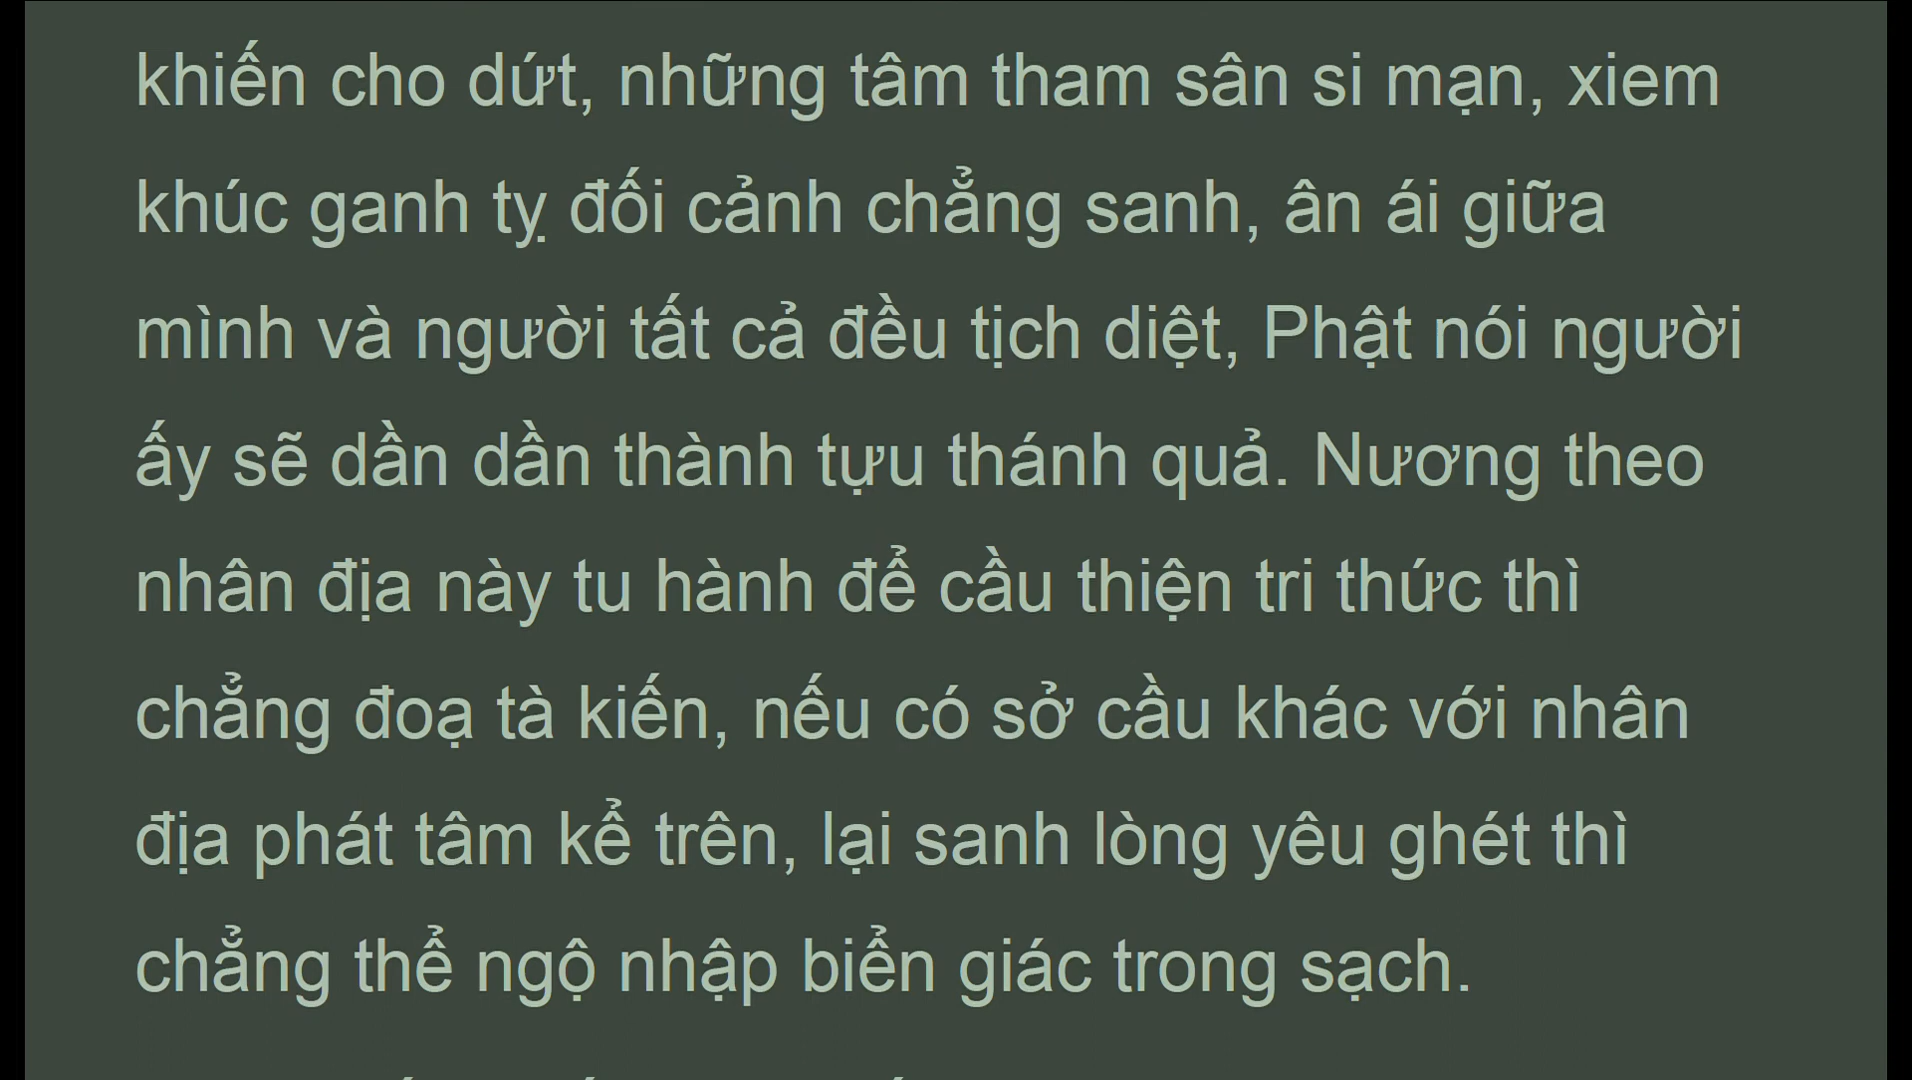 khiến cho dứt, những tâm tham sân si mạn, xiem
khúc ganh tỵ đối cảnh chẳng sanh, ân ái giữa
mình và người tất cả đều tịch diệt, Phật nói người
ấy sẽ dần dần thành tựu thánh quả. Nương theo
nhân địa này tu hành để cầu thiện tri thức thì
chẳng đoạ tà kiến, nếu có sở cầu khác với nhân
địa phát tâm kể trên, lại sanh lòng yêu ghét thì
chẳng thể ngộ nhập biển giác trong sạch.